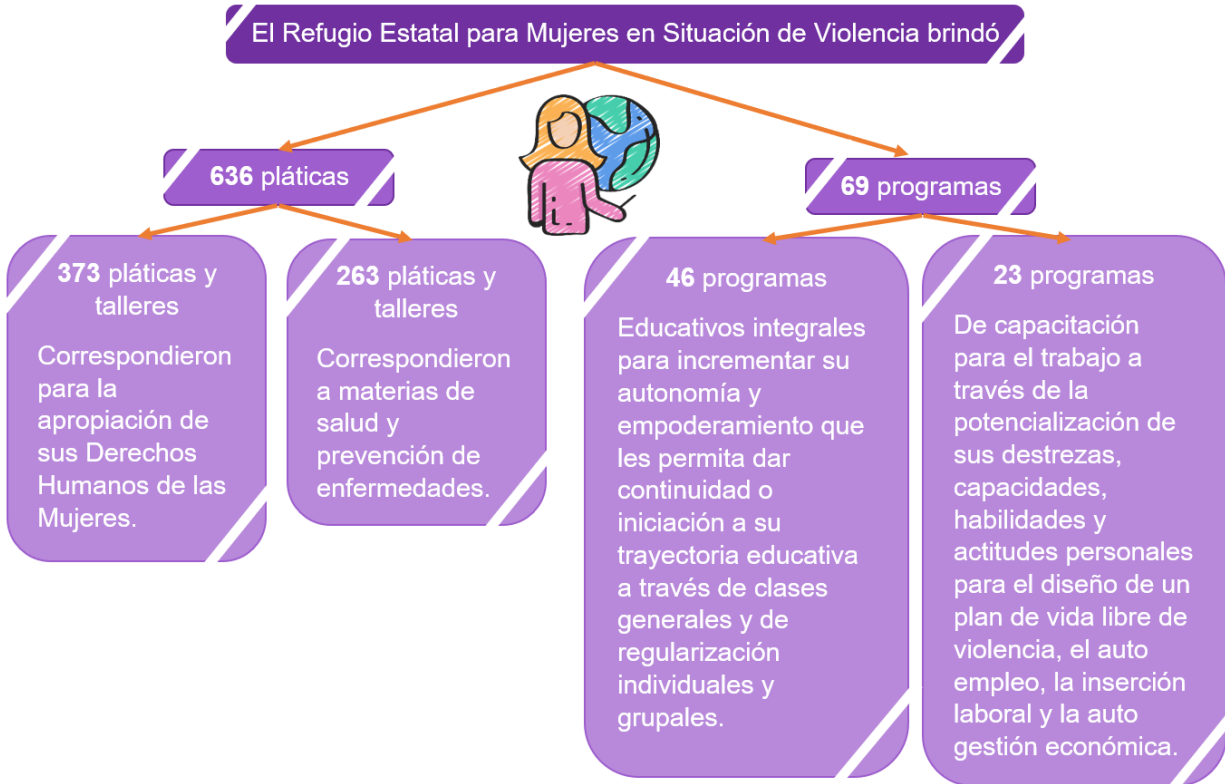 El Refugio Estatal para Mujeres en Situación de Violencia brindó
636 pláticas
373 pláticas y
talleres
Correspondieron
para la
apropiación de
sus Derechos
Humanos de las
Mujeres.
263 pláticas y
talleres
Correspondieron
a materias de
salud y
prevención de
enfermedades.
69 programas
46 programas
Educativos integrales
para incrementar su
autonomía y
empoderamiento que
les permita dar
continuidad o
iniciación a su
trayectoria educativa
a través de clases
generales y de
regularización
individuales y
grupales.
23 programas
De capacitación
para el trabajo a
través de la
potencialización de
sus destrezas,
capacidades,
habilidades y
actitudes personales
para el diseño de un
plan de vida libre de
violencia, el auto
empleo, la inserción
laboral y la auto
gestión económica.